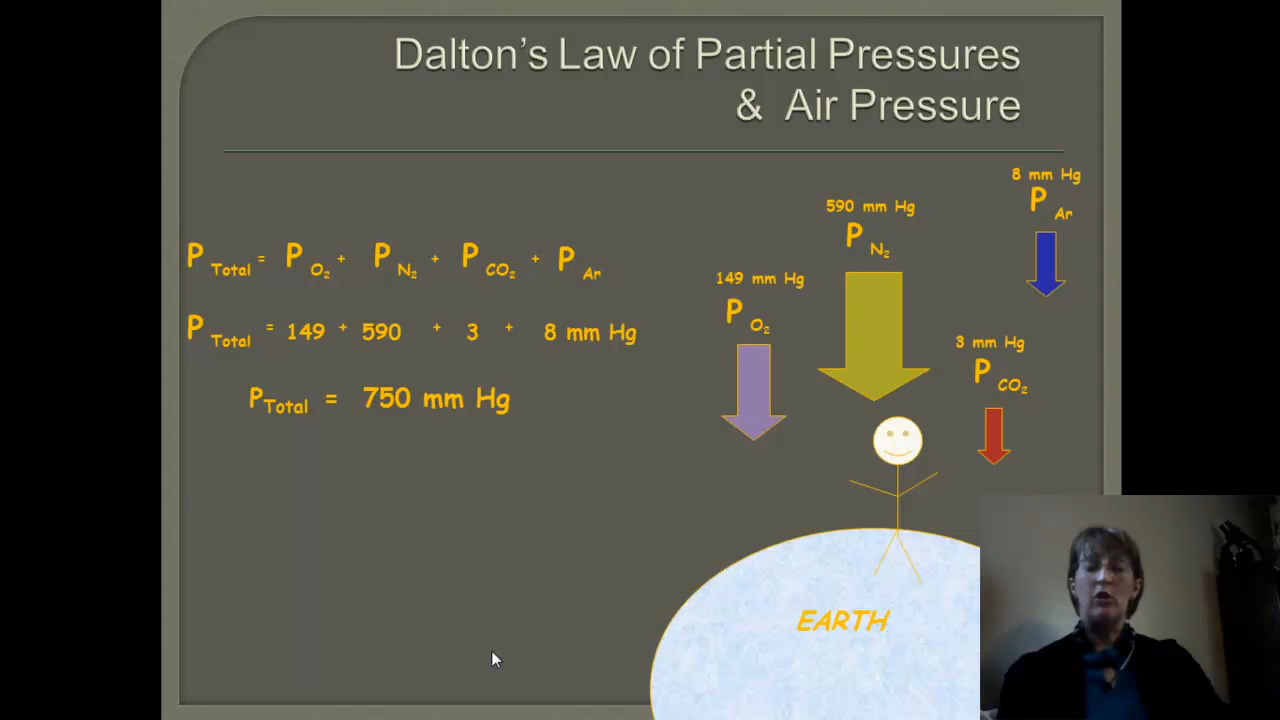 Dalton's Law of Partial Pressures
& Air Pressure
P Total = P O₂ + P N₂ + P CO₂ + P Ar
P Total = 149 + 590 + 3 + 8 mm Hg
P Total = 750 mm Hg
149 mm Hg
P O₂
590 mm Hg
P N₂
8 mm Hg
P Ar
3 mm Hg
P CO₂
EARTH